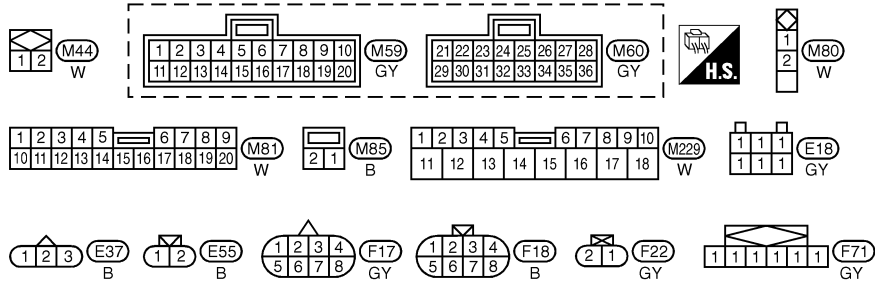 1 2 M44
W
1 2 3 4 5 6 7 8 9 10
11 12 13 14 15 16 17 18 19 20
M59
GY
21 22 23 24 25 26 27 28
29 30 31 32 33 34 35 36
M60
GY
H.S.
1
2
M80
W
1 2 3 4 5 6 7 8 9
10 11 12 13 14 15 16 17 18 19 20
M81
W
2 1
M85
B
1 2 3 4 5 6 7 8 9 10
11 12 13 14 15 16 17 18
M229
W
1 1 1
1 1 1
E18
GY
1 2 3
E37
B
1 2
E55
B
1 2 3 4
5 6 7 8
F17
GY
1 2 3 4
5 6 7 8
F18
B
2 1
F22
GY
1 1 1 1 1 1
F71
GY